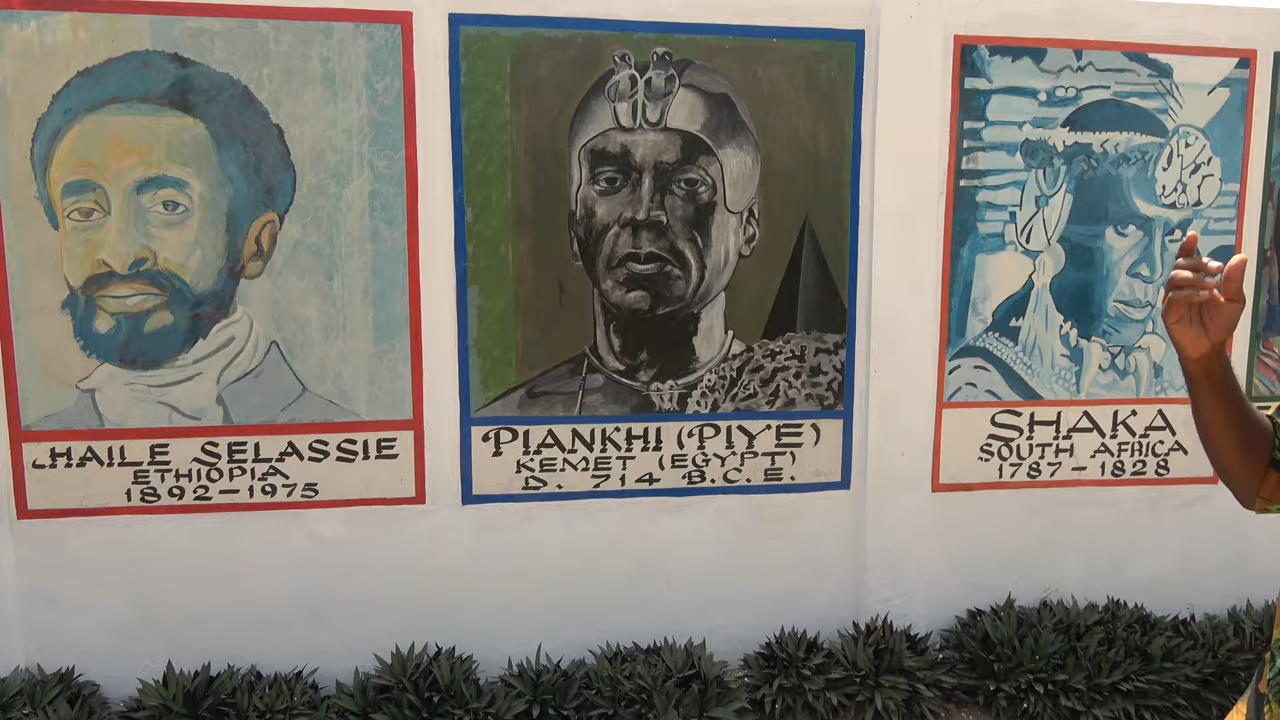 HAILE SELASSIE
ETHIOPIA
1892-1975
PIANKHI (PIYE)
KEMET (EGYPT)
D. 714 B.C.E.
SHAKA
SOUTH AFRICA
1787-1828